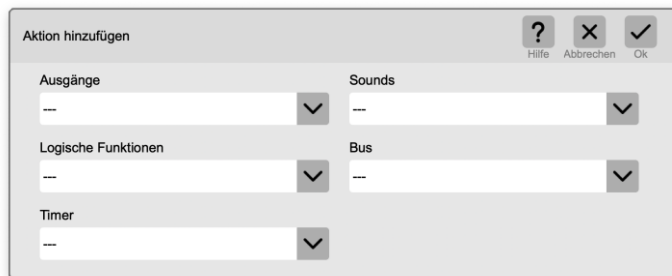 Aktion hinzufügen
?
Hilfe
Abbrechen
Ok
Ausgänge
---
Sounds
---
Logische Funktionen
---
Bus
---
Timer
---